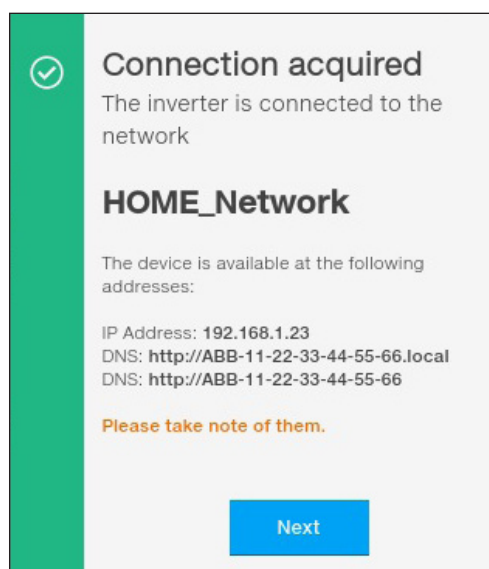 Connection acquired
The inverter is connected to the
network
HOME_Network
The device is available at the following
addresses:
IP Address: 192.168.1.23
DNS: http://ABB-11-22-33-44-55-66.local
DNS: http://ABB-11-22-33-44-55-66
Please take note of them.
Next